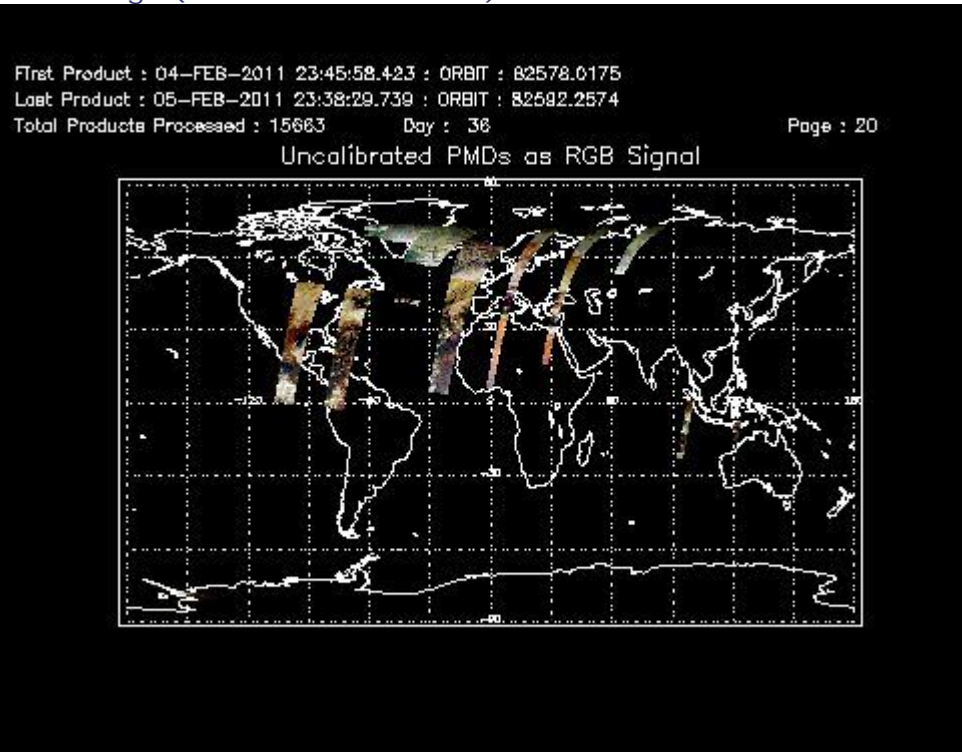 First Product : 04-FEB-2011 23:45:58.423 : ORBIT : 82578.0175
Last Product : 05-FEB-2011 23:38:29.739 : ORBIT : 82592.2574
Total Products Processed : 15663 Day : 36 Page : 20
Uncalibrated PMDs as RGB Signal
-120